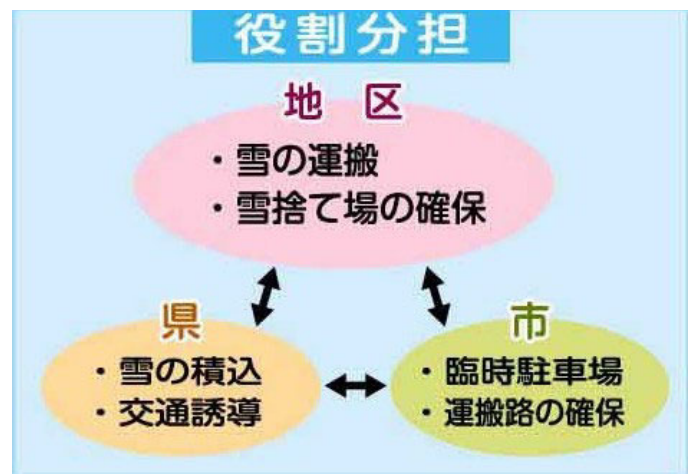 役割分担
地区
・雪の運搬
・雪捨て場の確保
県
・雪の積込
・交通誘導
市
・臨時駐車場
・運搬路の確保